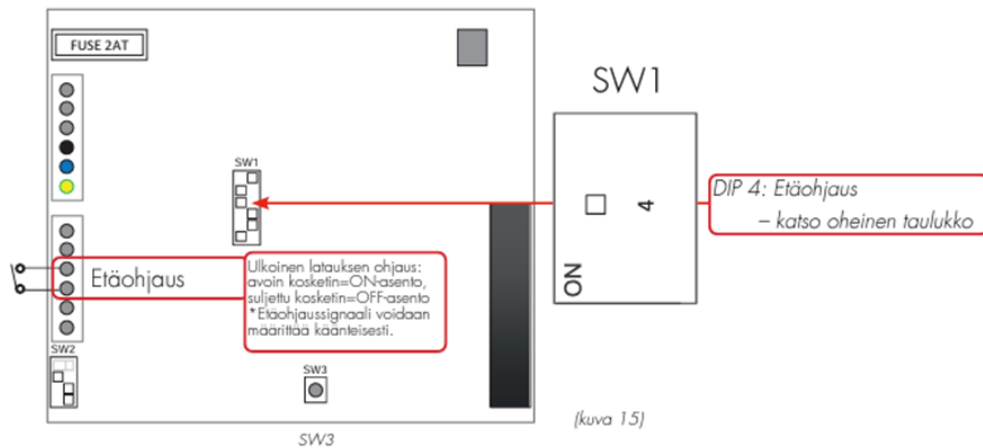 FUSE 2AT
SW1
SW1
ON
4
DIP 4: Etäohjaus
– katso oheinen taulukko
Etäohjaus
Ulkoinen latauksen ohjaus:
avoin kosketin=ON-asento,
suljettu kosketin=OFF-asento
*Etäohjaussignaali voidaan
määrittää käänteisesti.
SW2
SW3
SW3
(kuva 15)